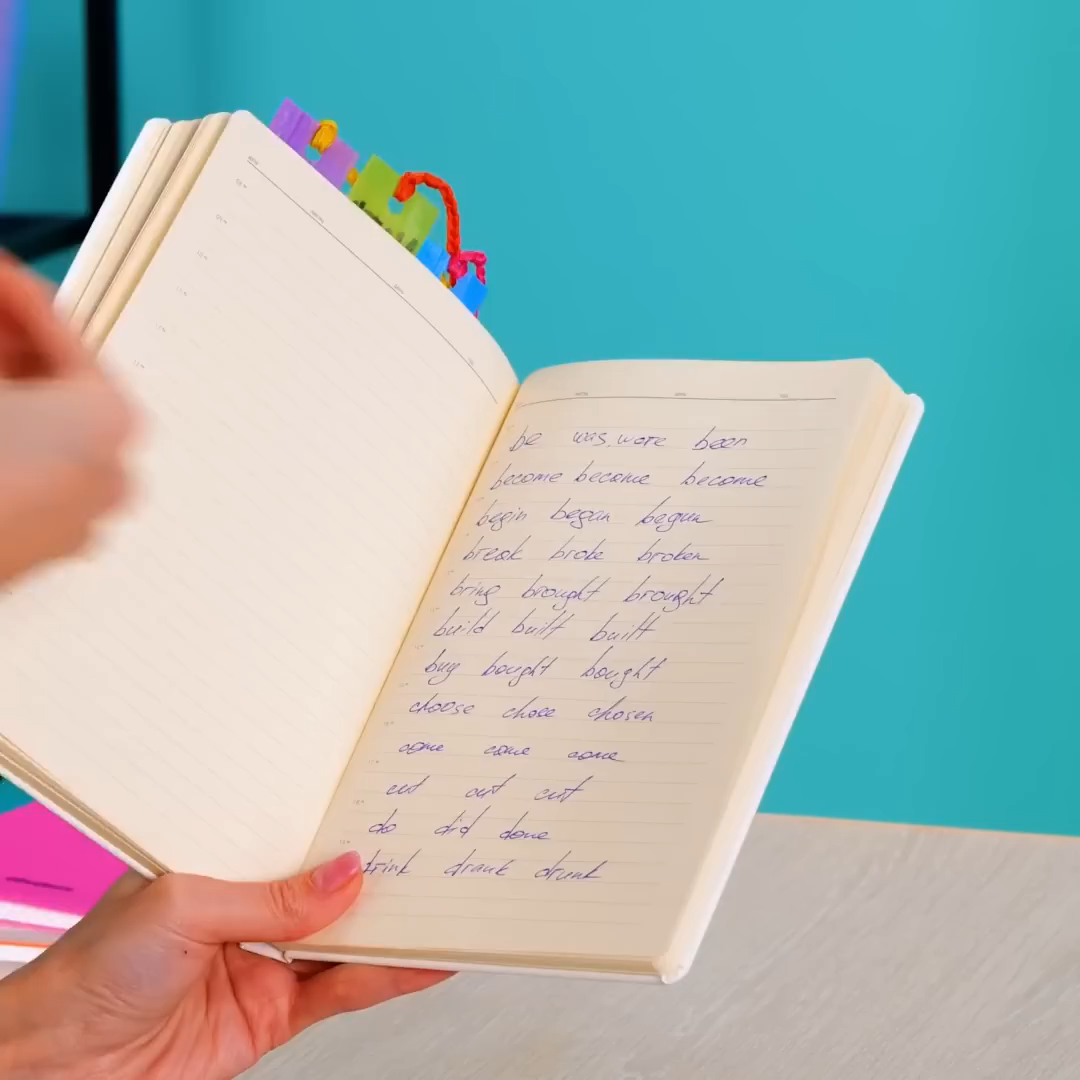 be was, were been
become became become
begin began begun
break broke broken
bring brought brought
build built built
buy bought bought
choose chose chosen
come came come
cut cut cut
do did done
drink drank drunk